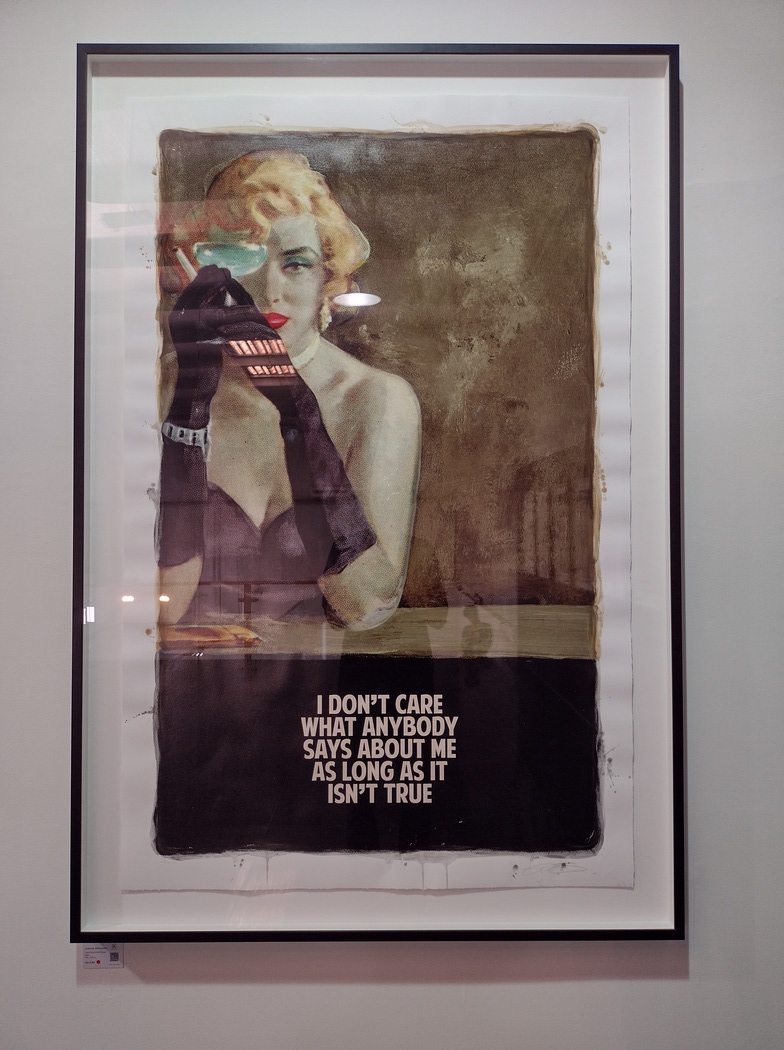 I DON'T CARE
WHAT ANYBODY
SAYS ABOUT ME
AS LONG AS IT
ISN'T TRUE